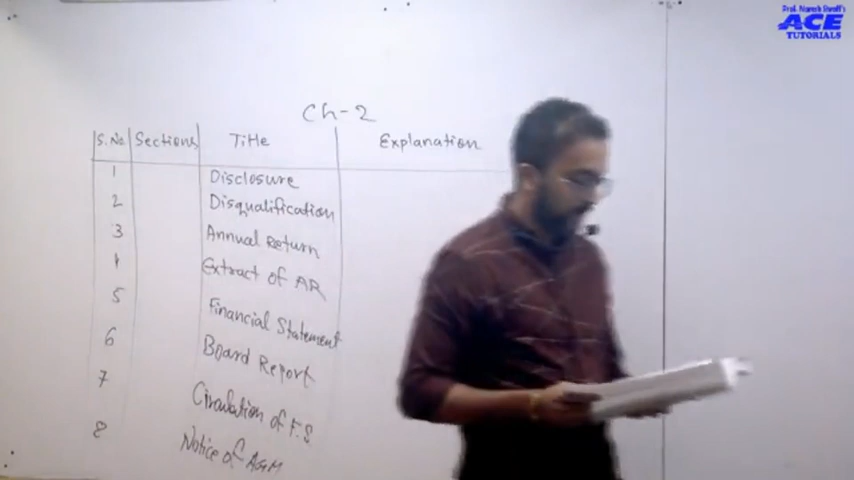 Prof. Naresh Shroff's
ACE
TUTORIALS
Ch-2
S.No Sections Title Explanation
1 Disclosure
2 Disqualification
3 Annual Return
4 Extract of AR
5 Financial Statement
6 Board Report
7 Circulation of F.S
8 Notice of AGM